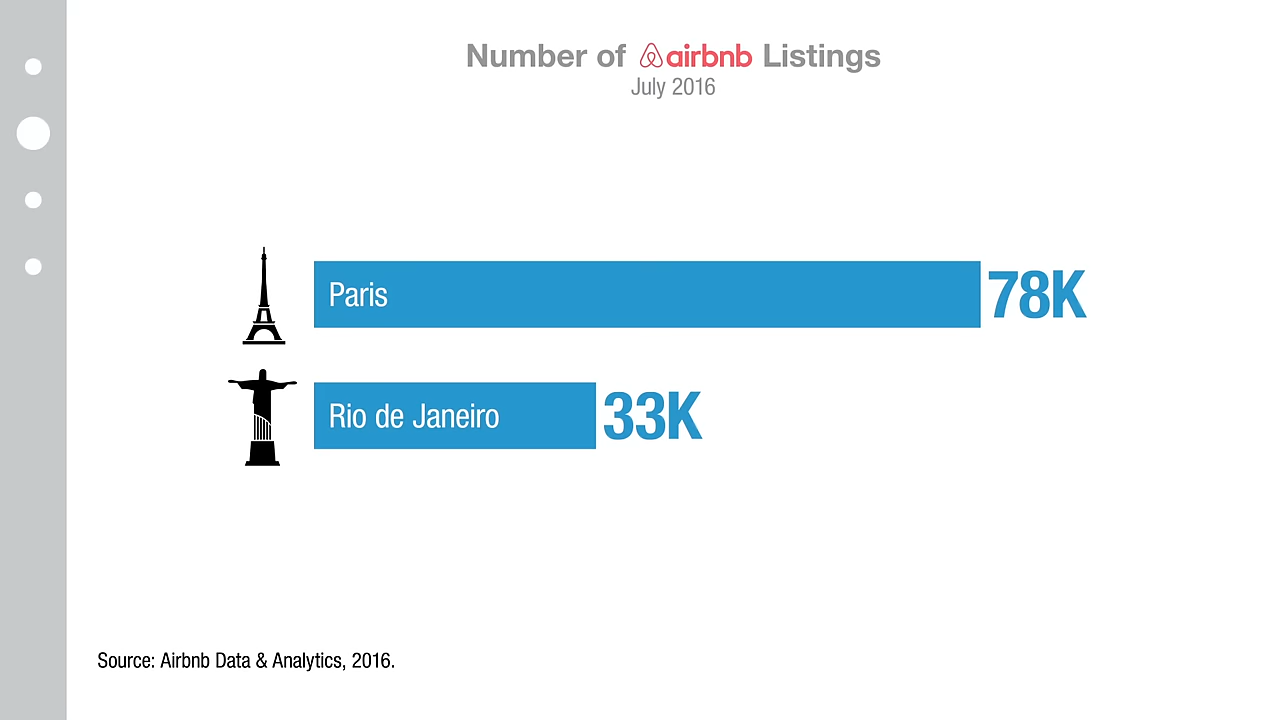 Number of airbnb Listings
July 2016
Paris 78K
Rio de Janeiro 33K
Source: Airbnb Data & Analytics, 2016.